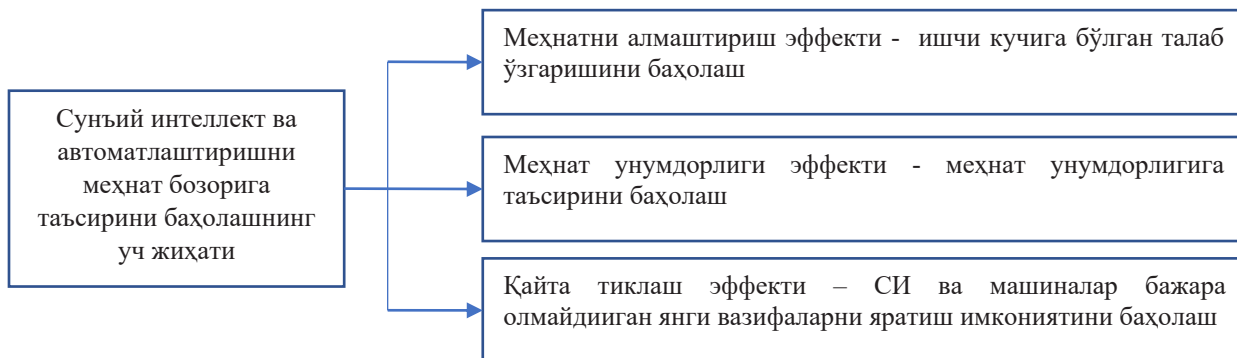 Сунъий интеллект ва
автоматлаштиришни
меҳнат бозорига
таъсирини баҳолашнинг
уч жиҳати
Меҳнатни алмаштириш эффекти - ишчи кучига бўлган талаб
ўзгаришини баҳолаш
Меҳнат унумдорлиги эффекти - меҳнат унумдорлигига
таъсирини баҳолаш
Қайта тиклаш эффекти – СИ ва машиналар бажара
олмайдииган янги вазифаларни яратиш имкониятини баҳолаш